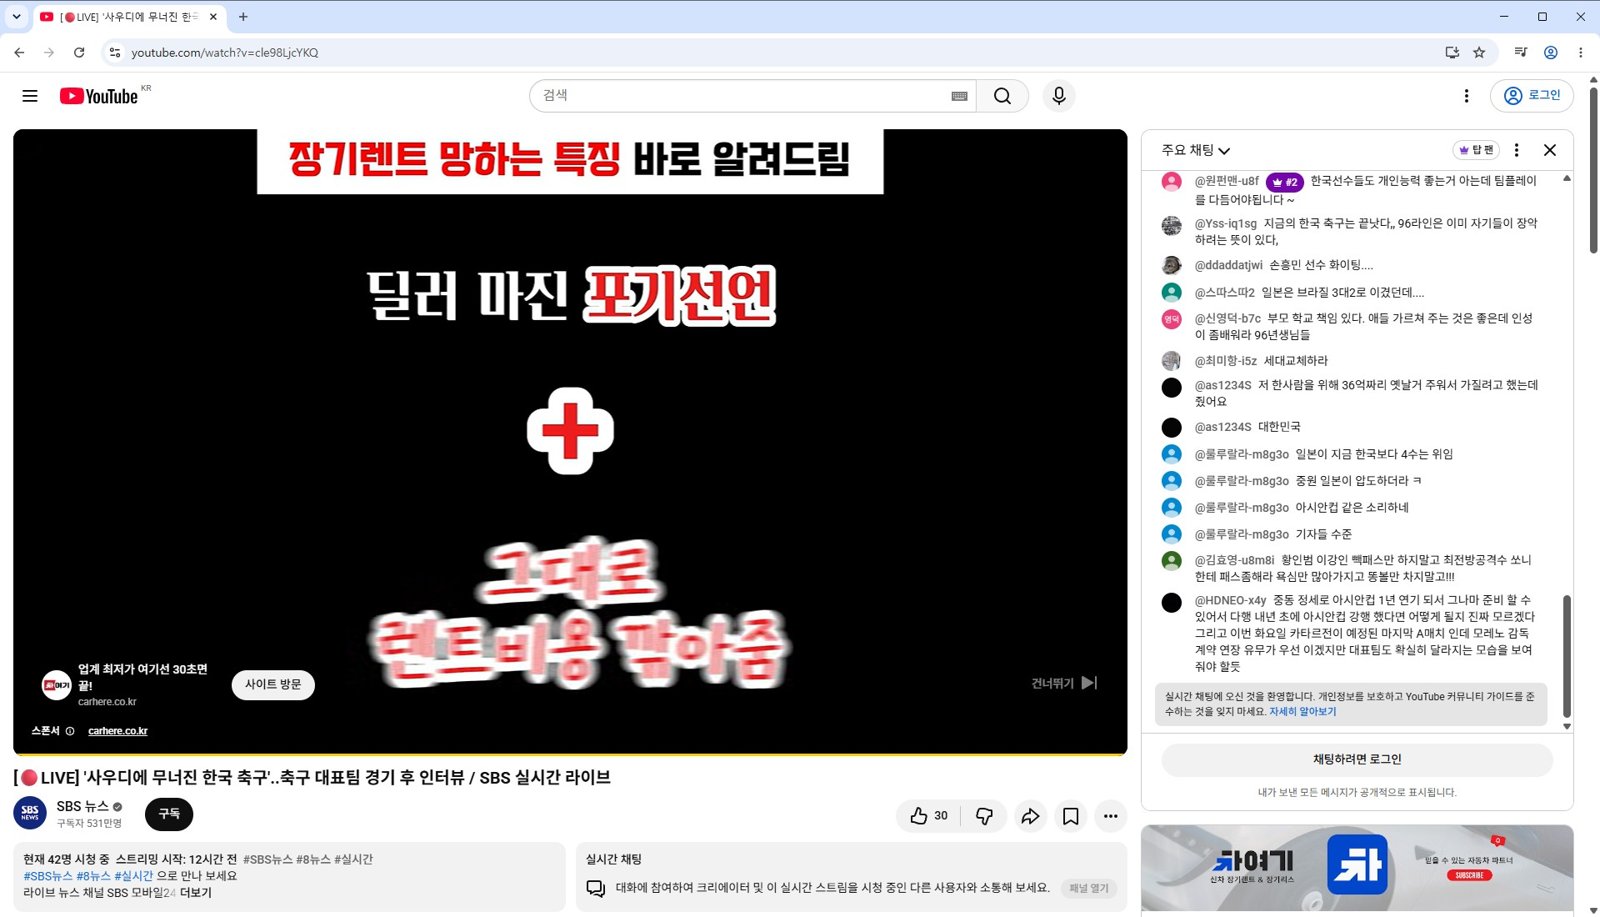 [🔴LIVE] '사우디에 무너진 한국
youtube.com/watch?v=cle98LjcYKQ
YouTube KR
검색
로그인
장기렌트 망하는 특징 바로 알려드림
딜러 마진 포기선언
그대로
렌트비용 깎아줌
차여기
업계 최저가 여기선 30초면
끝!
carhere.co.kr
사이트 방문
건너뛰기
스폰서 carhere.co.kr
[🔴LIVE] '사우디에 무너진 한국 축구'..축구 대표팀 경기 후 인터뷰 / SBS 실시간 라이브
SBS NEWS
SBS 뉴스
구독자 531만명
구독
30
현재 42명 시청 중 스트리밍 시작: 12시간 전 #SBS뉴스 #8뉴스 #실시간
#SBS뉴스 #8뉴스 #실시간 으로 만나 보세요
라이브 뉴스 채널 SBS 모바일24 더보기
실시간 채팅
대화에 참여하여 크리에이터 및 이 실시간 스트림을 시청 중인 다른 사용자와 소통해 보세요.
패널 열기
주요 채팅
탑 팬
@원펀맨-u8f #2 한국선수들도 개인능력 좋는거 아는데 팀플레이
를 다듬어야됩니다 ~
@Yss-iq1sg 지금의 한국 축구는 끝낫다,, 96라인은 이미 자기들이 장악
하려는 뜻이 있다,
@ddaddatjwi 손흥민 선수 화이팅....
@스따스따2 일본은 브라질 3대2로 이겼던데....
영덕
@신영덕-b7c 부모 학교 책임 있다. 애들 가르쳐 주는 것은 좋은데 인성
이 좀배워라 96년생님들
@최미항-i5z 세대교체하라
@as1234S 저 한사람을 위해 36억짜리 옛날거 주워서 가질려고 했는데
줬어요
@as1234S 대한민국
@룰루랄라-m8g3o 일본이 지금 한국보다 4수는 위임
@룰루랄라-m8g3o 중원 일본이 압도하더라 ㅋ
@룰루랄라-m8g3o 아시안컵 같은 소리하네
@룰루랄라-m8g3o 기자들 수준
@김효영-u8m8i 황인범 이강인 빽패스만 하지말고 최전방공격수 쏘니
한테 패스좀해라 욕심만 많아가지고 똥볼만 차지말고!!!
@HDNEO-x4y 중동 정세로 아시안컵 1년 연기 되서 그나마 준비 할 수
있어서 다행 내년 초에 아시안컵 강행 했다면 어떻게 될지 진짜 모르겠다
그리고 이번 화요일 카타르전이 예정된 마지막 A매치 인데 모레노 감독
계약 연장 유무가 우선 이겠지만 대표팀도 확실히 달라지는 모습을 보여
줘야 할듯
실시간 채팅에 오신 것을 환영합니다. 개인정보를 보호하고 YouTube 커뮤니티 가이드를 준
수하는 것을 잊지 마세요. 자세히 알아보기
채팅하려면 로그인
내가 보낸 모든 메시지가 공개적으로 표시됩니다.
차여기
신차 장기렌트 & 장기리스
차
믿을 수 있는 자동차 파트너
SUBSCRIBE